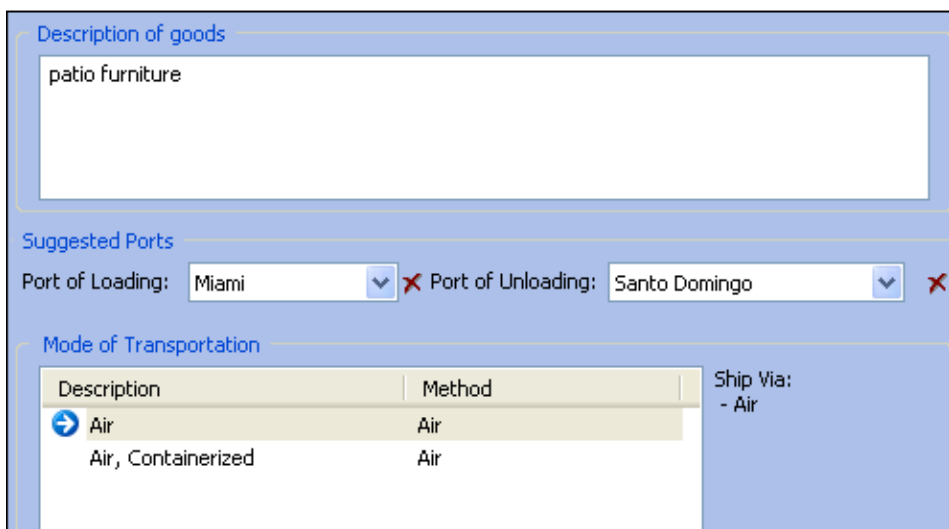 Description of goods
patio furniture
Suggested Ports
Port of Loading: Miami Port of Unloading: Santo Domingo
Mode of Transportation
Description Method Ship Via:
- Air
Air Air
Air, Containerized Air